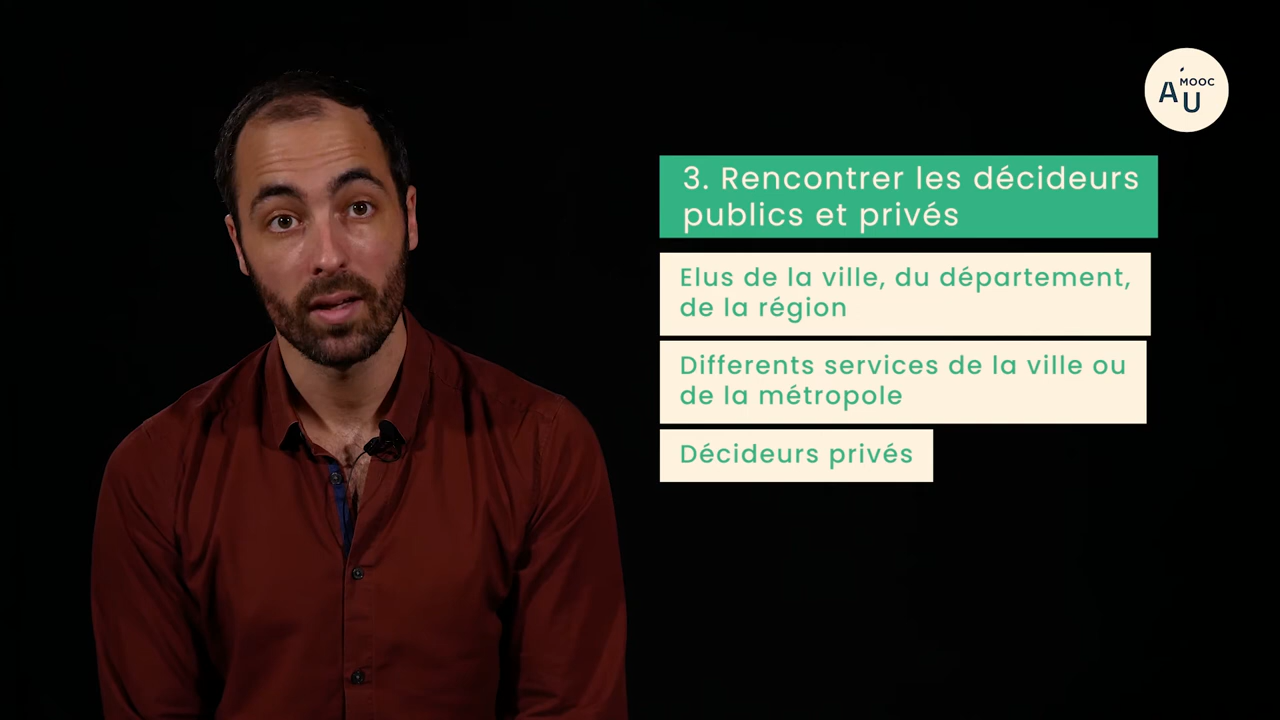 MOOC
AU
3. Rencontrer les décideurs
publics et privés
Elus de la ville, du département,
de la région
Differents services de la ville ou
de la métropole
Décideurs privés